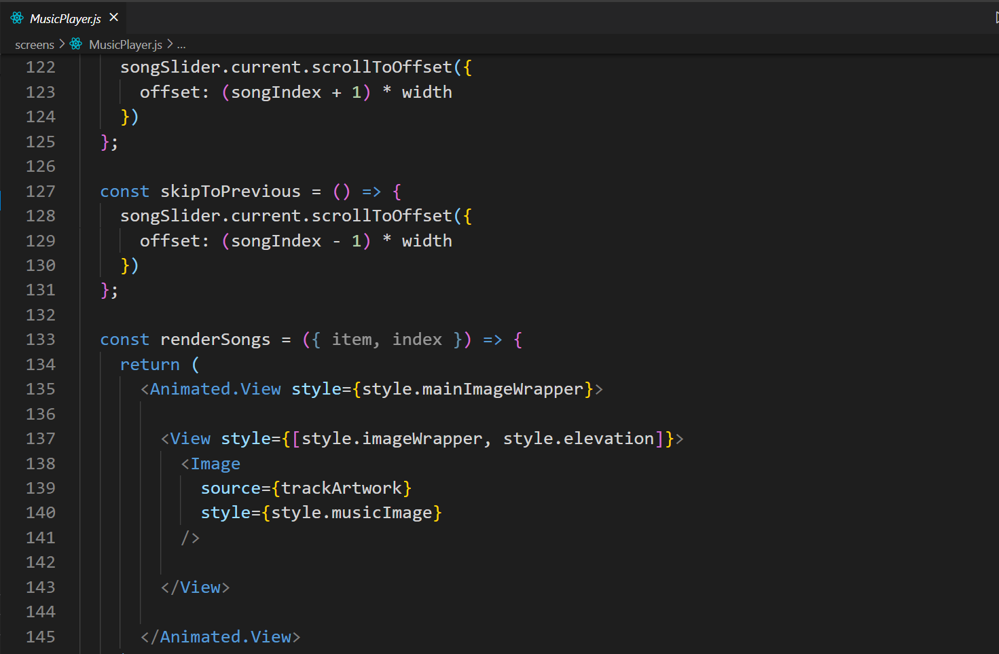 MusicPlayer.js
screens > MusicPlayer.js > ...
122 songSlider.current.scrollToOffset({
123 offset: (songIndex + 1) * width
124 })
125 };
126
127 const skipToPrevious = () => {
128 songSlider.current.scrollToOffset({
129 offset: (songIndex - 1) * width
130 })
131 };
132
133 const renderSongs = ({ item, index }) => {
134 return (
135 <Animated.View style={style.mainImageWrapper}>
136
137 <View style={[style.imageWrapper, style.elevation]}>
138 <Image
139 source={trackArtwork}
140 style={style.musicImage}
141 />
142
143 </View>
144
145 </Animated.View>